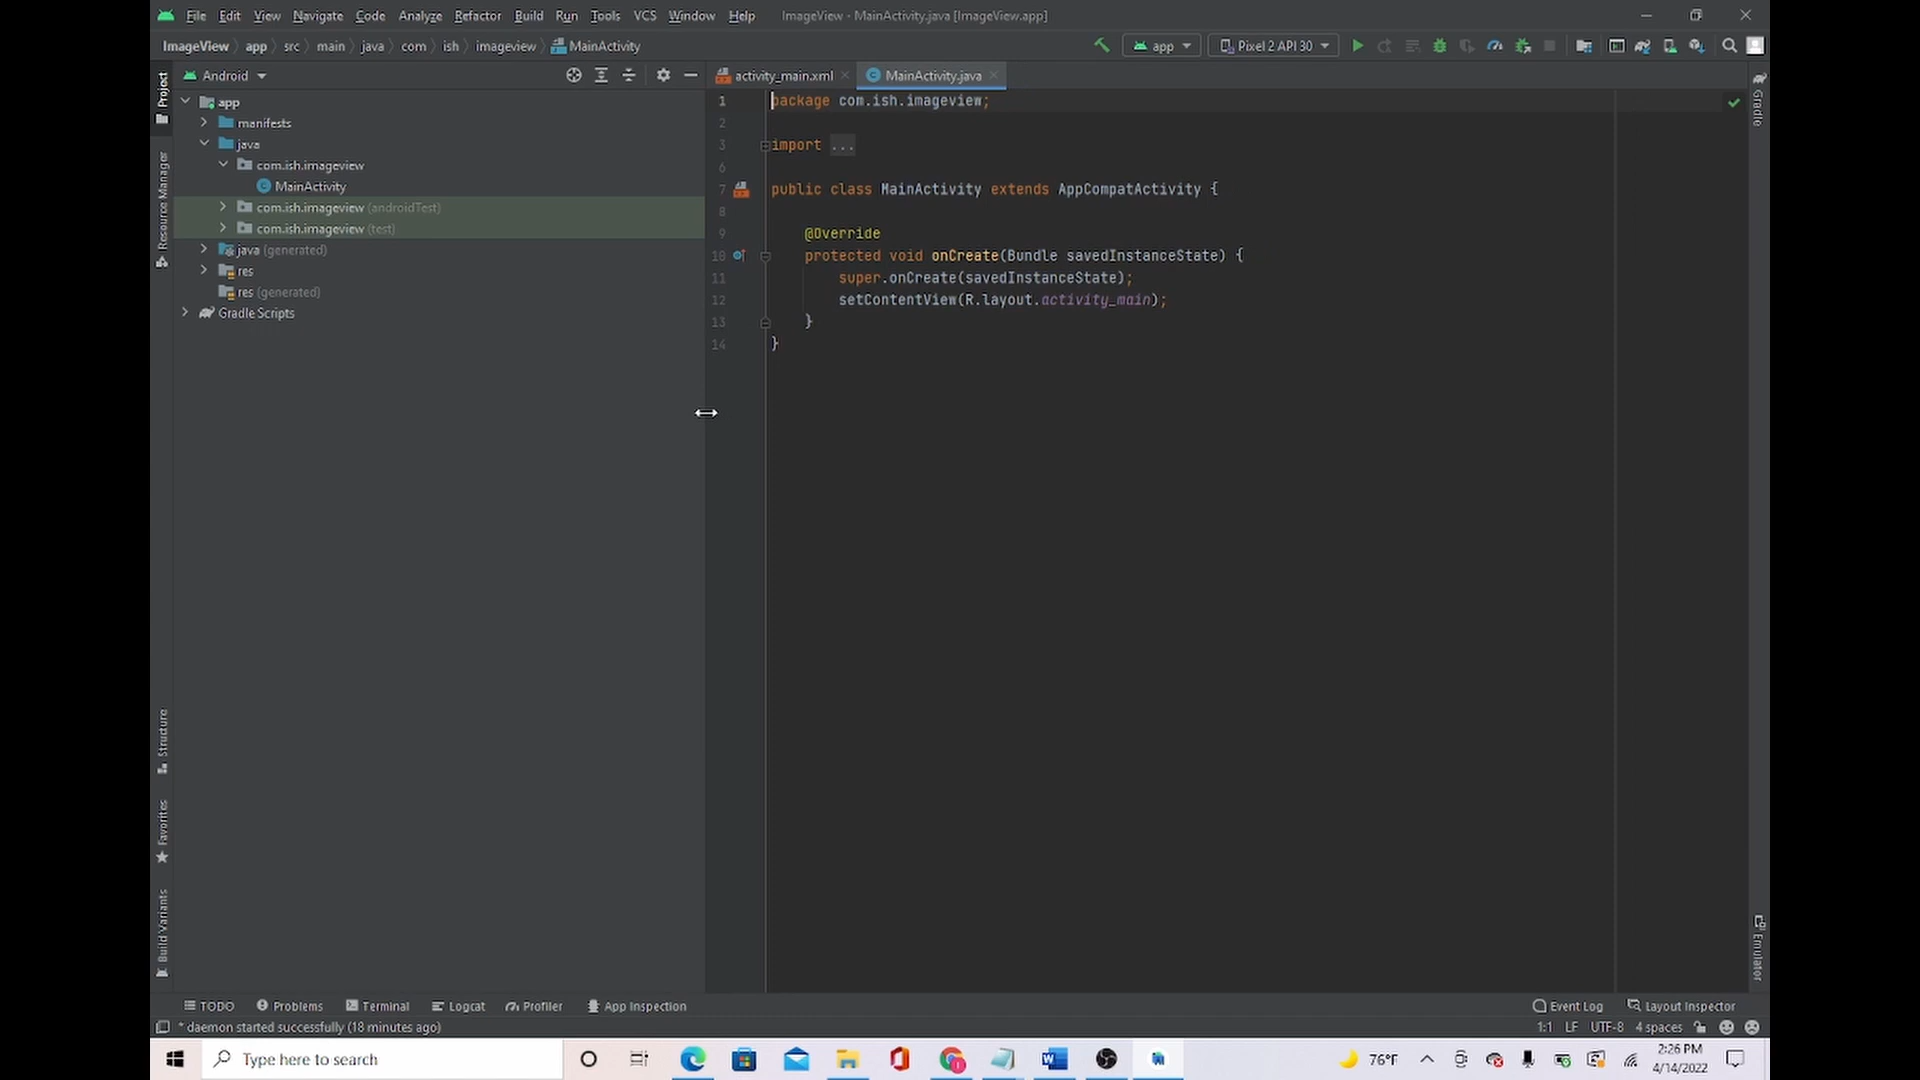 File Edit View Navigate Code Analyze Refactor Build Run Tools VCS Window Help ImageView - MainActivity.java [ImageView.app]
ImageView app src main java com ish imageview MainActivity app Pixel 2 API 30
Project
Resource Manager
Structure
Favorites
Build Variants
Android
app
manifests
java
com.ish.imageview
MainActivity
com.ish.imageview (androidTest)
com.ish.imageview (test)
java (generated)
res
res (generated)
Gradle Scripts
activity_main.xml MainActivity.java
1 package com.ish.imageview;
2
3 import ...
6
7 public class MainActivity extends AppCompatActivity {
8
9 @Override
10 protected void onCreate(Bundle savedInstanceState) {
11 super.onCreate(savedInstanceState);
12 setContentView(R.layout.activity_main);
13 }
14 }
Gradle
Emulator
TODO Problems Terminal Logcat Profiler App Inspection Event Log Layout Inspector
* daemon started successfully (18 minutes ago) 1:1 LF UTF-8 4 spaces
Type here to search 76°F 2:26 PM
4/14/2022